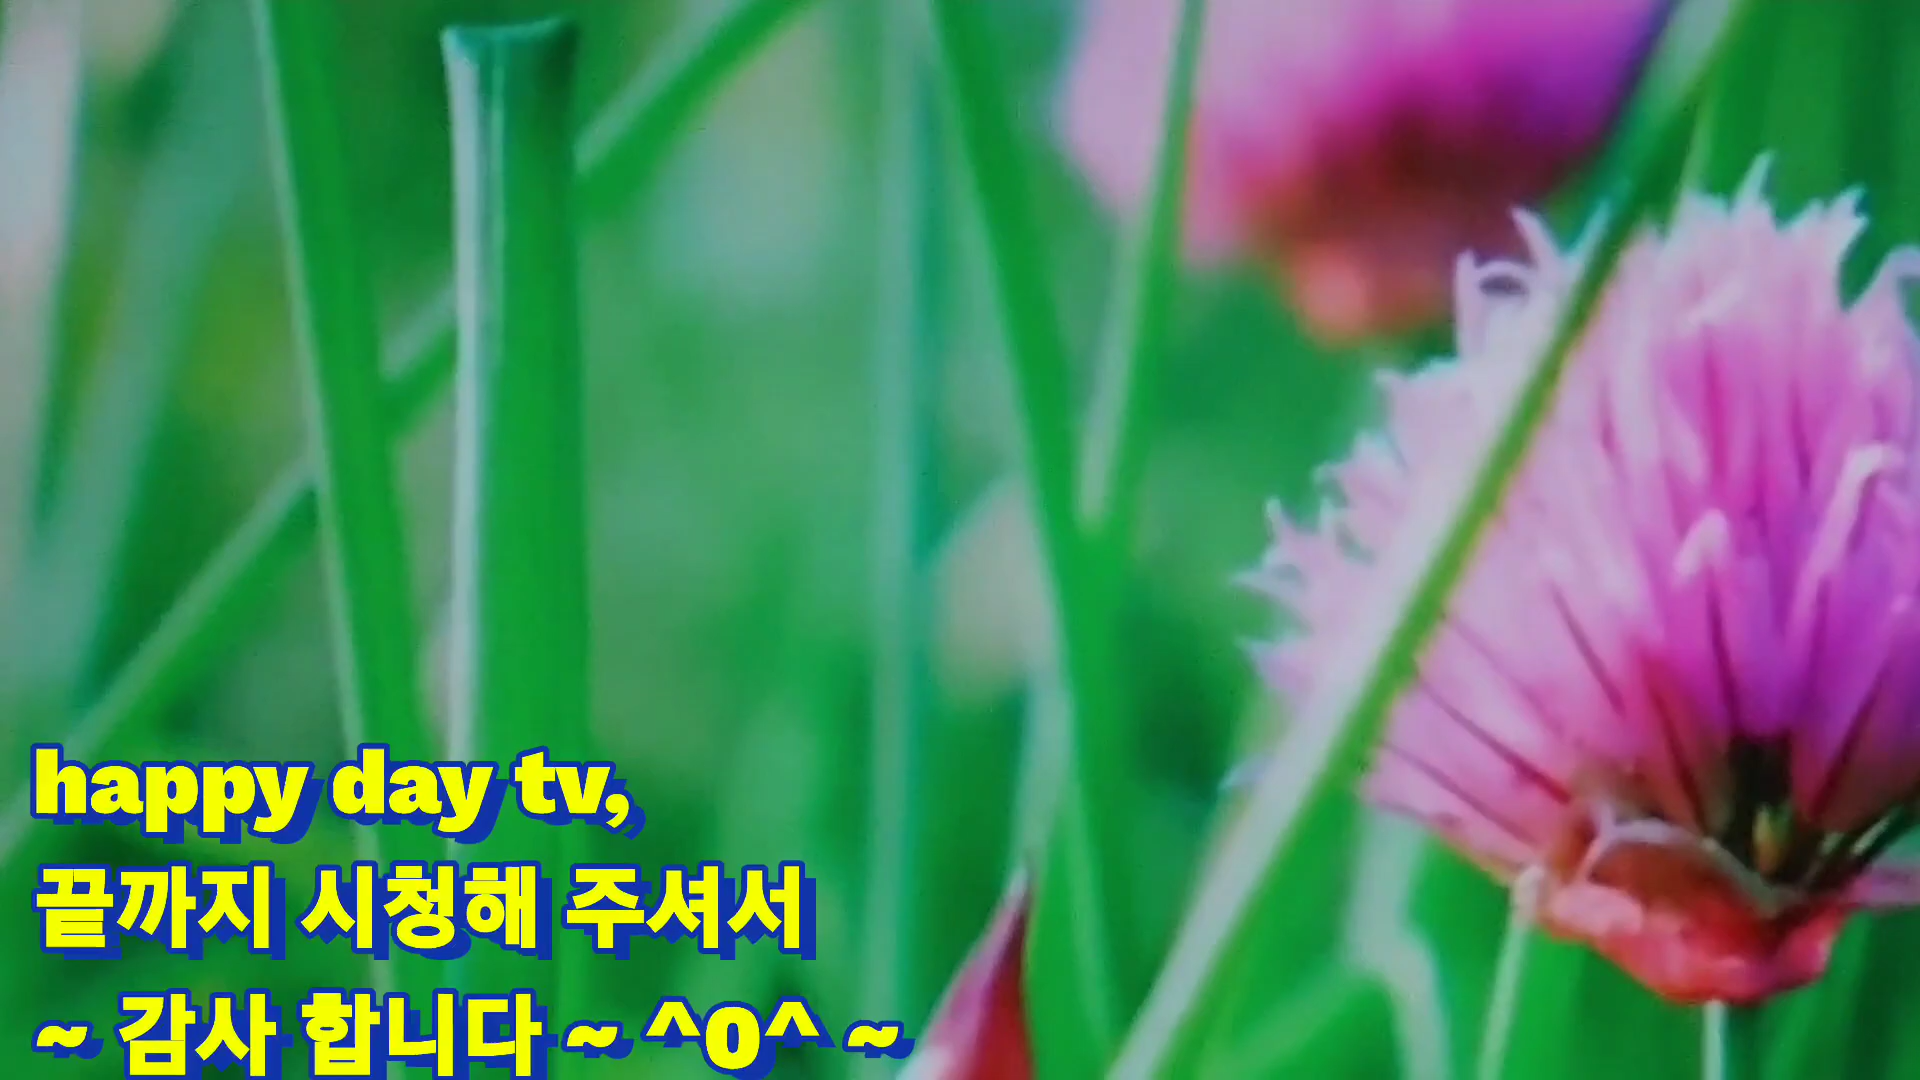 happy day tv,
끝까지 시청해 주셔서
~ 감사 합니다 ~ ^0^ ~